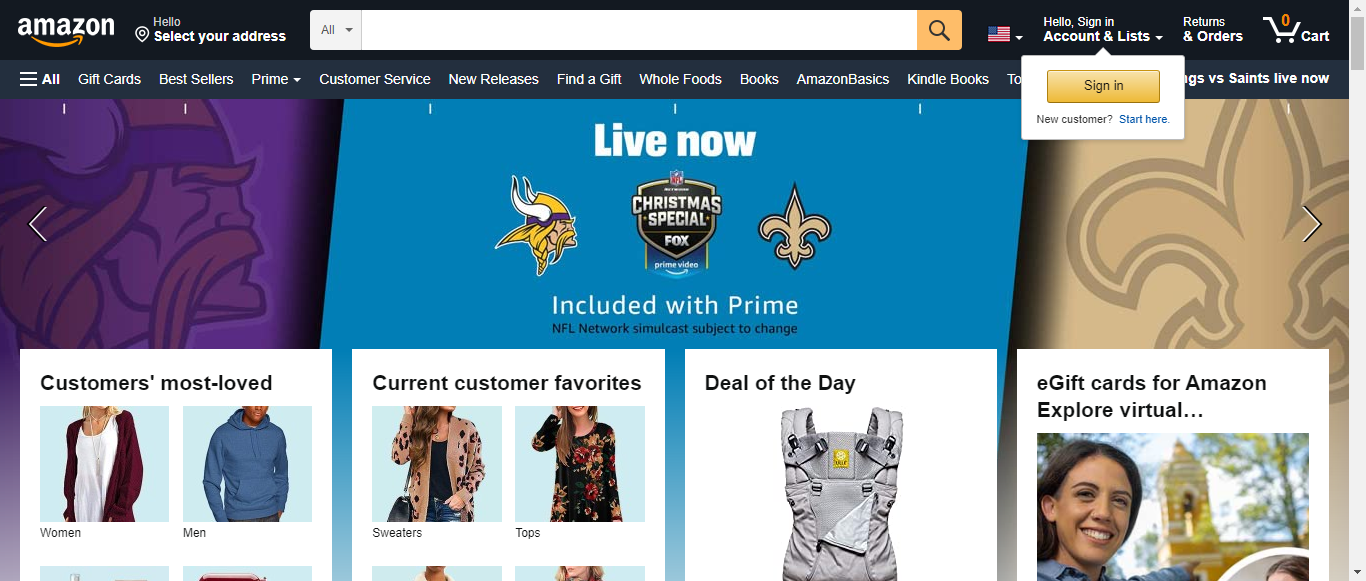 amazon
Hello
Select your address
All
Hello, Sign in
Account & Lists
Returns
& Orders
0
Cart
All
Gift Cards
Best Sellers
Prime
Customer Service
New Releases
Find a Gift
Whole Foods
Books
AmazonBasics
Kindle Books
To
ngs vs Saints live now
Sign in
New customer? Start here.
Live now
NFL
NETWORK
CHRISTMAS
SPECIAL
FOX
prime video
Included with Prime
NFL Network simulcast subject to change
Customers' most-loved
Women
Men
Current customer favorites
Sweaters
Tops
Deal of the Day
eGift cards for Amazon
Explore virtual…